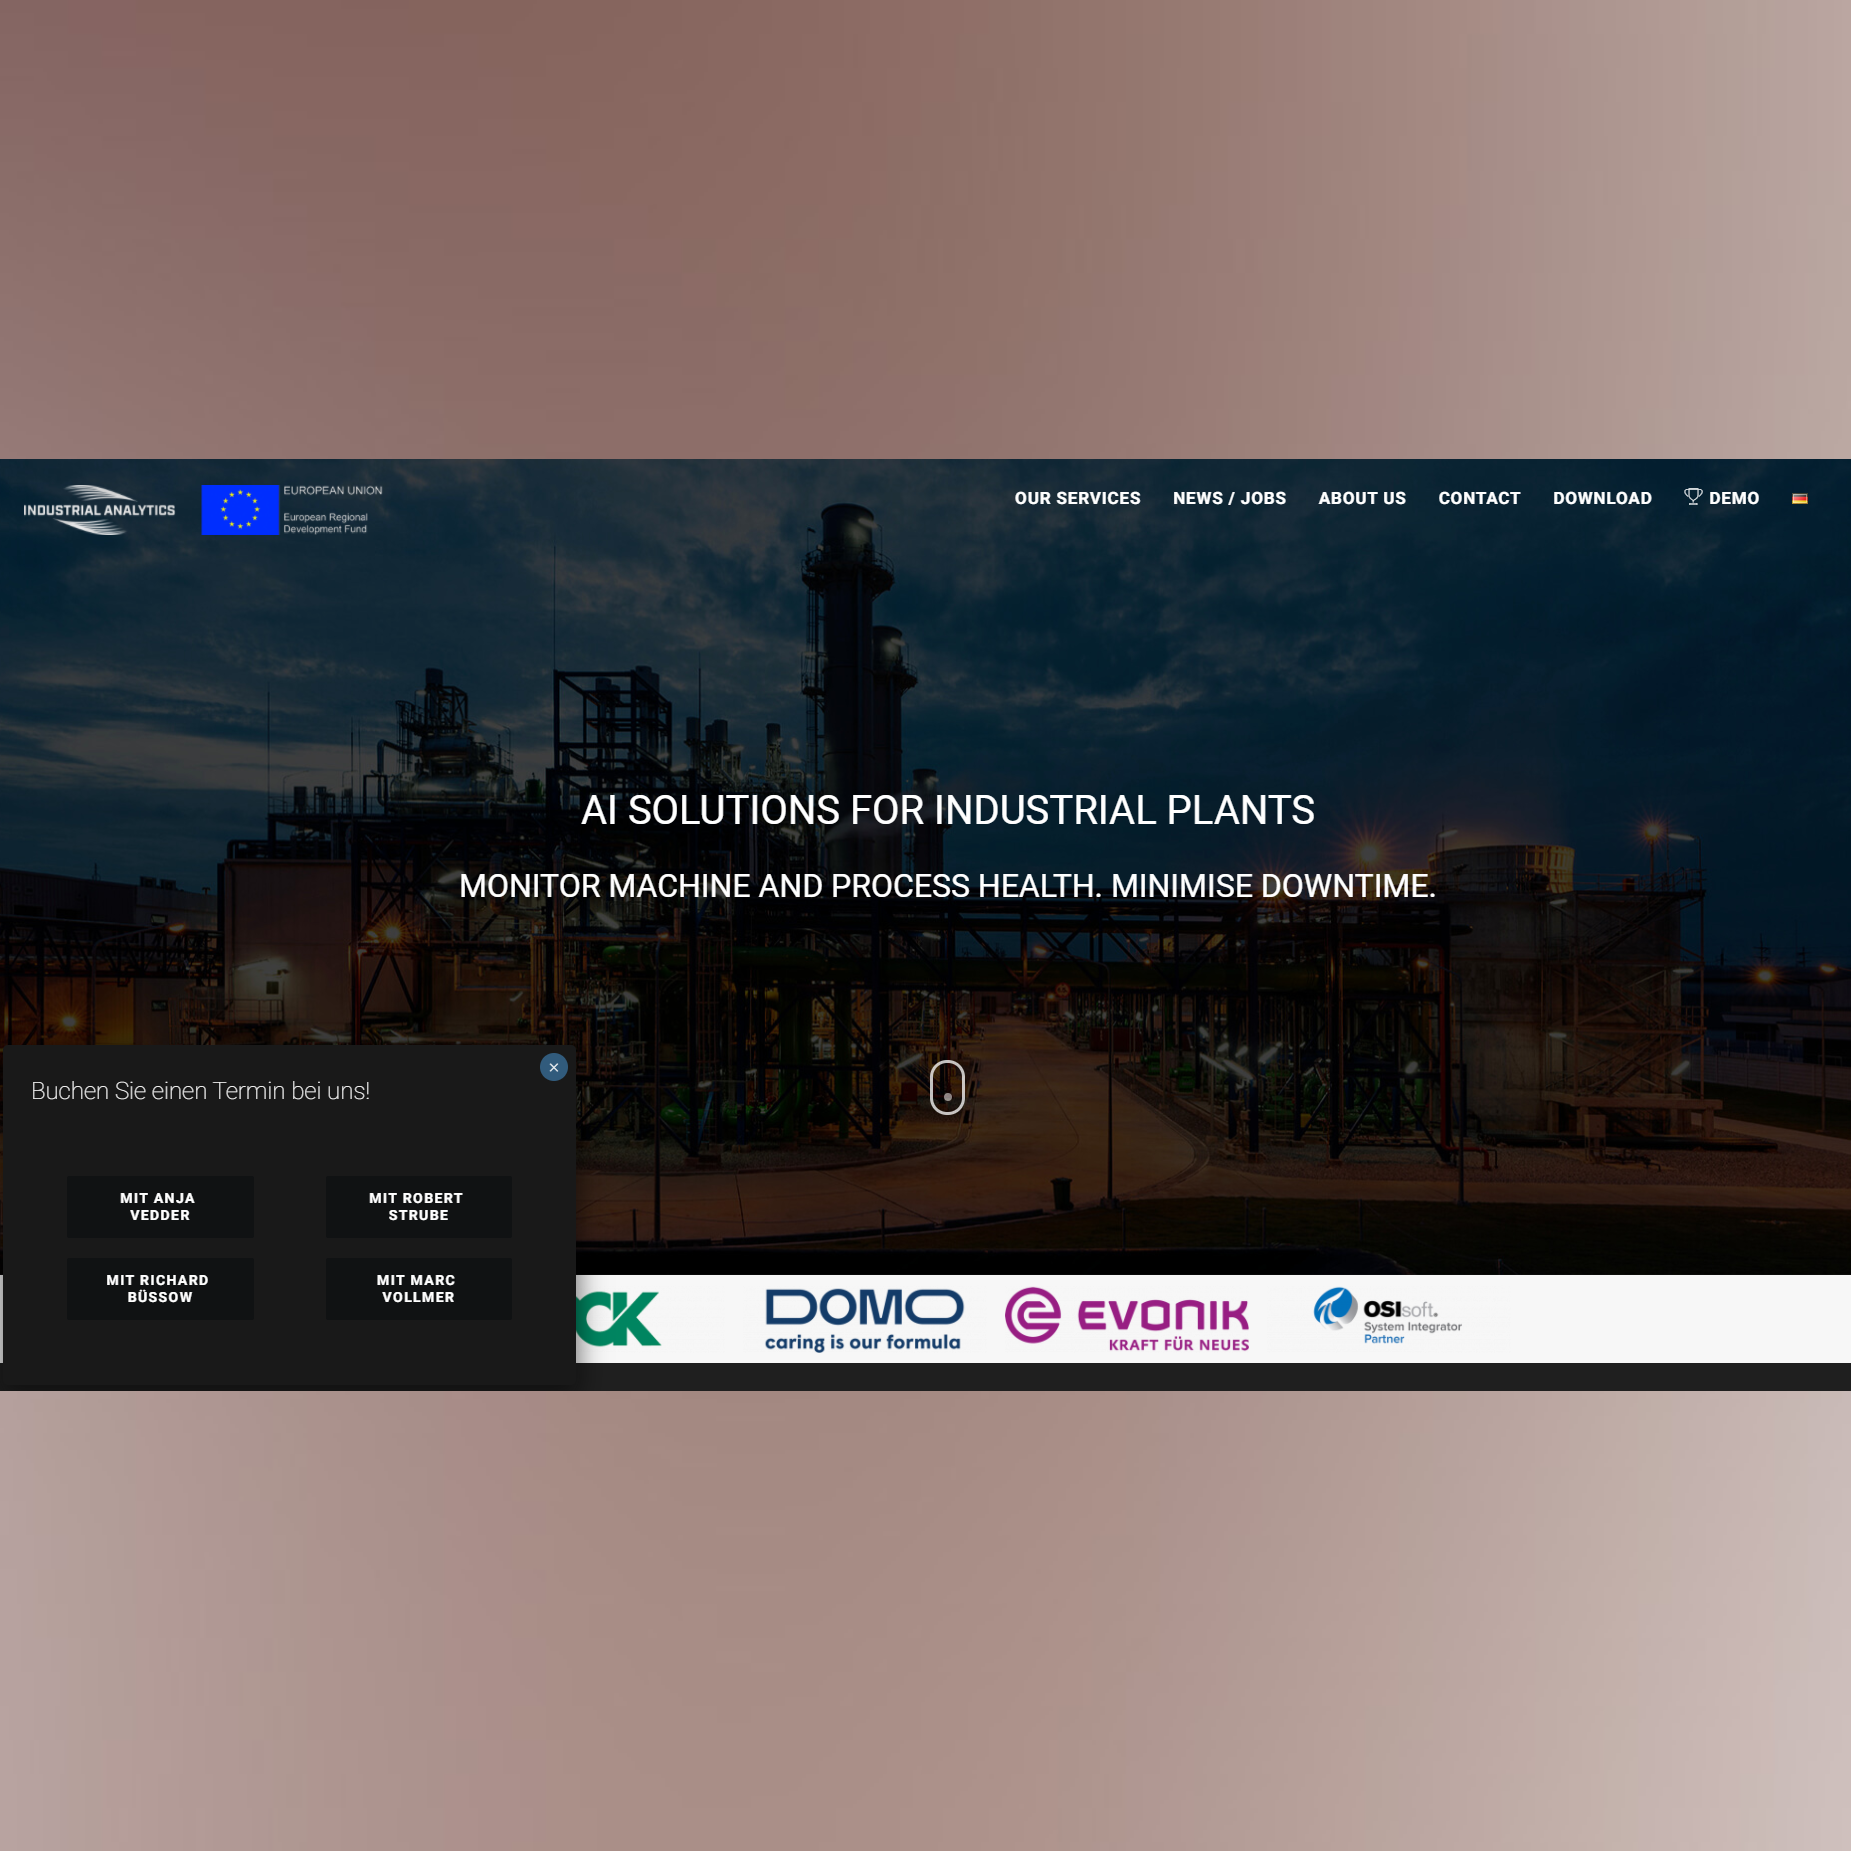 INDUSTRIAL ANALYTICS
EUROPEAN UNION
European Regional
Development Fund
OUR SERVICES
NEWS / JOBS
ABOUT US
CONTACT
DOWNLOAD
DEMO
AI SOLUTIONS FOR INDUSTRIAL PLANTS
MONITOR MACHINE AND PROCESS HEALTH. MINIMISE DOWNTIME.
Buchen Sie einen Termin bei uns!
MIT ANJA
VEDDER
MIT ROBERT
STRUBE
MIT RICHARD
BÜSSOW
MIT MARC
VOLLMER
DOMO
caring is our formula
EVONIK
KRAFT FÜR NEUES
OSIsoft.
System Integrator
Partner